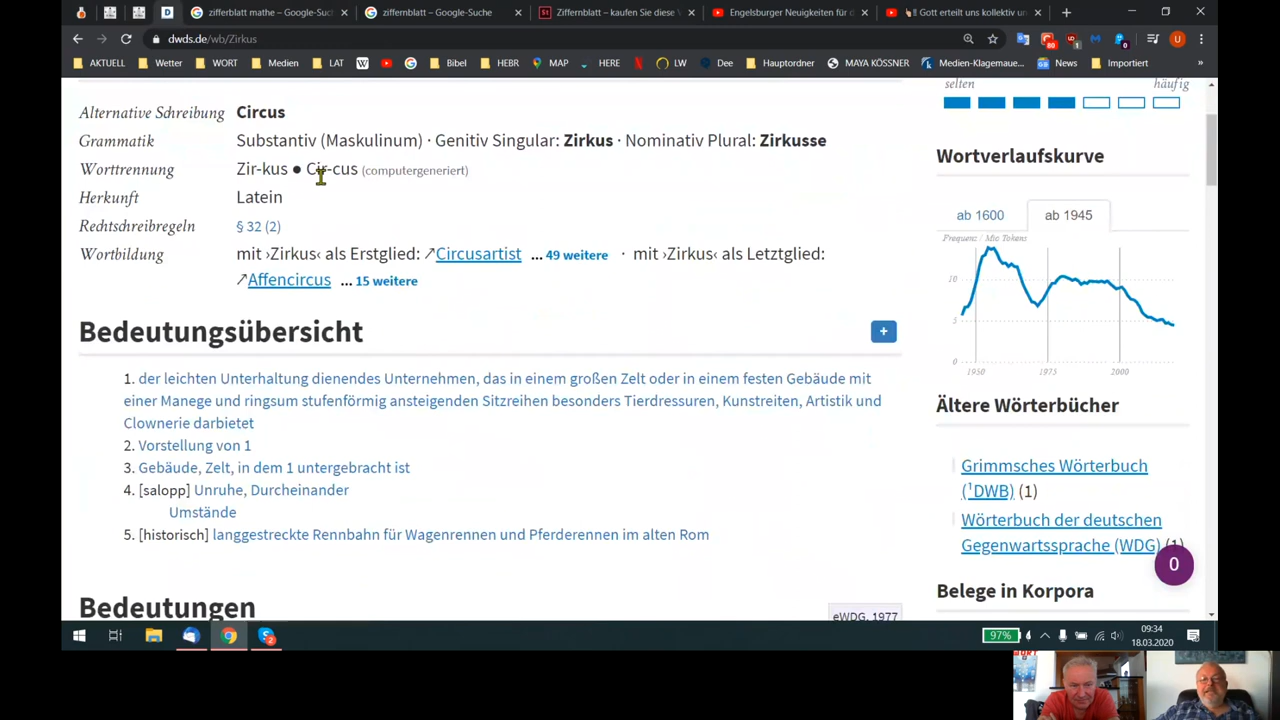 zifferblatt mathe – Google-Suc
ziffernblatt – Google-Suche
Ziffernblatt – kaufen Sie diese V
Engelsburger Neuigkeiten für d
Gott erteilt uns kollektiv un
dwds.de/wb/Zirkus
AKTUELL Wetter WORT Medien LAT Bibel HEBR MAP HERE LW Dee Hauptordner MAYA KÖSSNER Medien-Klagemaue... News Importiert »
selten häufig
Alternative Schreibung Circus
Grammatik Substantiv (Maskulinum) · Genitiv Singular: Zirkus · Nominativ Plural: Zirkusse
Worttrennung Zir-kus ● Cir-cus (computergeneriert)
Herkunft Latein
Rechtschreibregeln § 32 (2)
Wortbildung mit ›Zirkus‹ als Erstglied: ↗Circusartist ... 49 weitere · mit ›Zirkus‹ als Letztglied:
↗Affencircus ... 15 weitere
Bedeutungsübersicht +
1. der leichten Unterhaltung dienendes Unternehmen, das in einem großen Zelt oder in einem festen Gebäude mit
einer Manege und ringsum stufenförmig ansteigenden Sitzreihen besonders Tierdressuren, Kunstreiten, Artistik und
Clownerie darbietet
2. Vorstellung von 1
3. Gebäude, Zelt, in dem 1 untergebracht ist
4. [salopp] Unruhe, Durcheinander
Umstände
5. [historisch] langgestreckte Rennbahn für Wagenrennen und Pferderennen im alten Rom
Bedeutungen
eWDG, 1977
Wortverlaufskurve
ab 1600 ab 1945
Frequenz / Mio Tokens
10
5
0
1950 1975 2000
Ältere Wörterbücher
Grimmsches Wörterbuch
(¹DWB) (1)
Wörterbuch der deutschen
Gegenwartssprache (WDG) (1)
0
Belege in Korpora
97%
09:34
18.03.2020